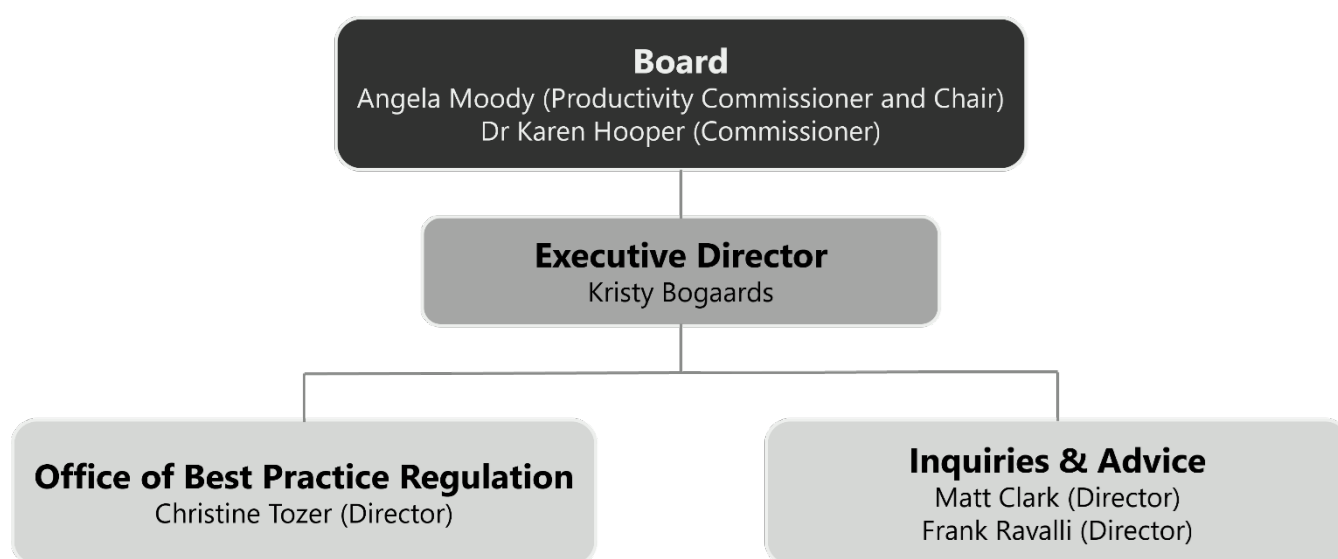 Board
Angela Moody (Productivity Commissioner and Chair)
Dr Karen Hooper (Commissioner)
Executive Director
Kristy Bogaards
Office of Best Practice Regulation
Christine Tozer (Director)
Inquiries & Advice
Matt Clark (Director)
Frank Ravalli (Director)